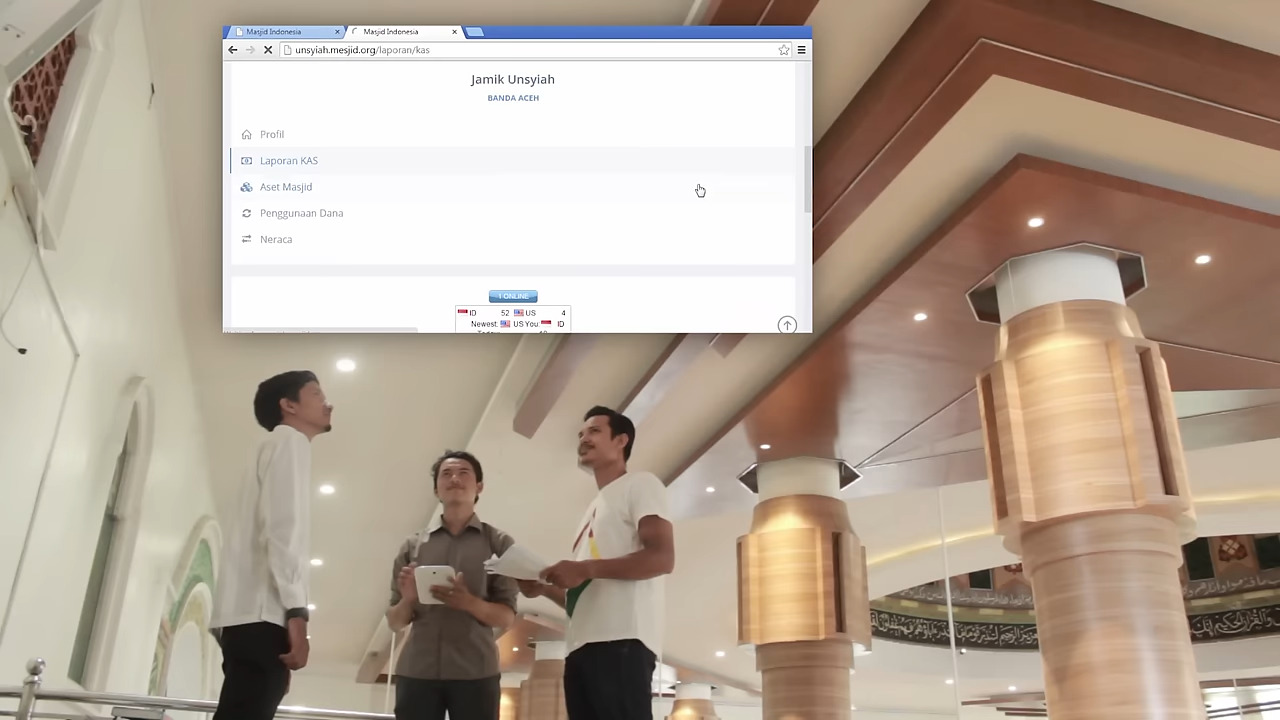 Masjid Indonesia
Masjid Indonesia
unsyiah.mesjid.org/laporan/kas
Jamik Unsyiah
BANDA ACEH
Profil
Laporan KAS
Aset Masjid
Penggunaan Dana
Neraca
1 ONLINE
ID 52 US 4
Newest: US You: ID